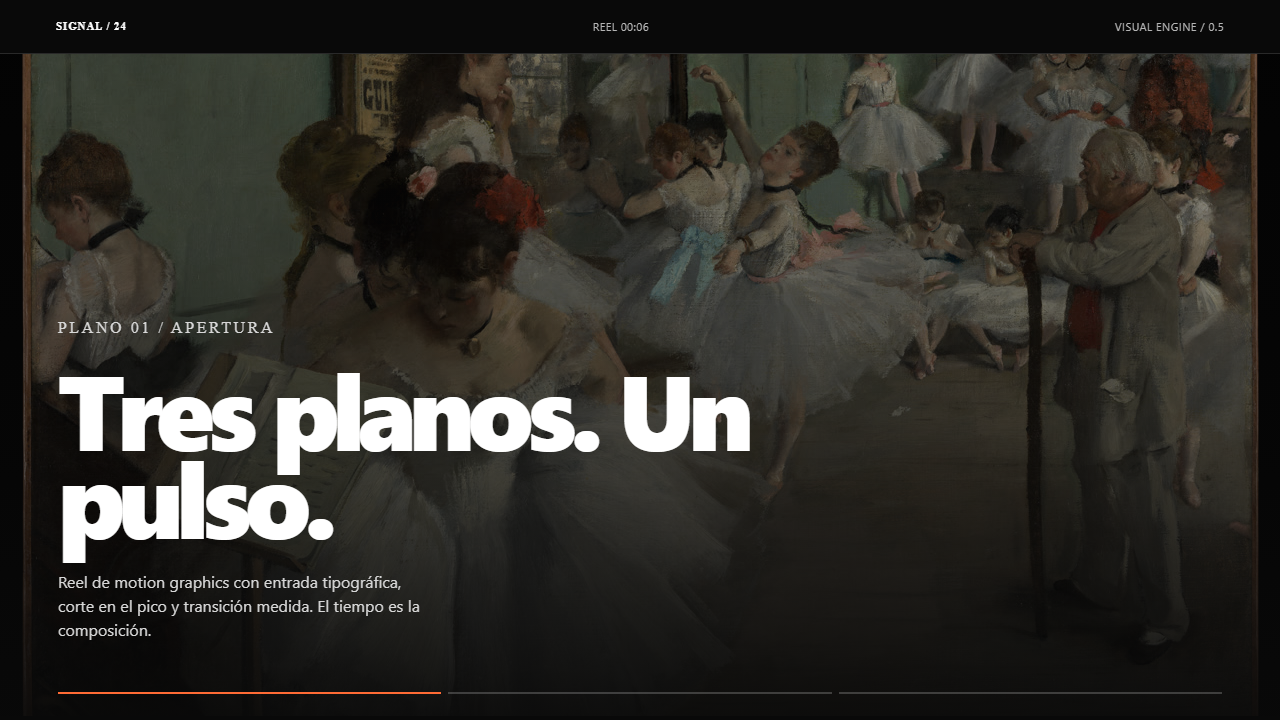 SIGNAL / 24
REEL 00:06
VISUAL ENGINE / 0.5
PLANO 01 / APERTURA
Tres planos. Un
pulso.
Reel de motion graphics con entrada tipográfica,
corte en el pico y transición medida. El tiempo es la
composición.